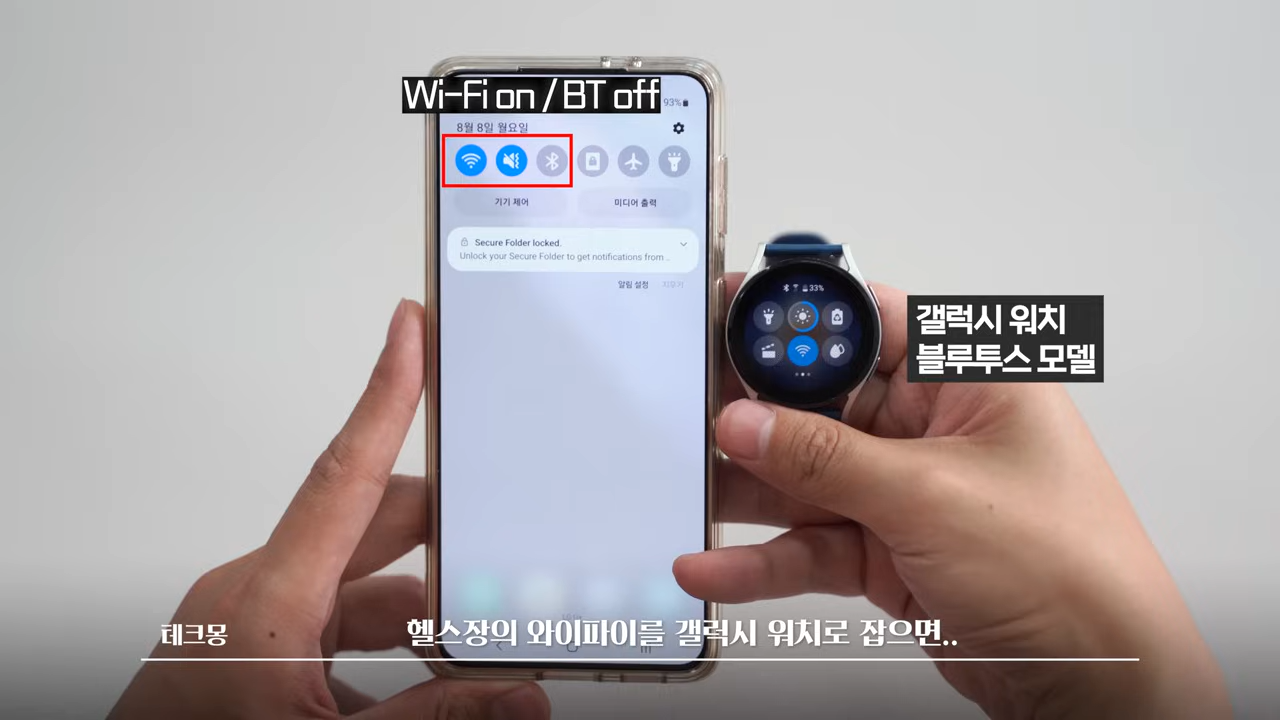 Wi-Fi on / BT off
93%
8월 8일 월요일
기기 제어
미디어 출력
Secure Folder locked.
Unlock your Secure Folder to get notifications from ..
알림 설정
지우기
33%
갤럭시 워치
블루투스 모델
테크몽
헬스장의 와이파이를 갤럭시 워치로 잡으면..